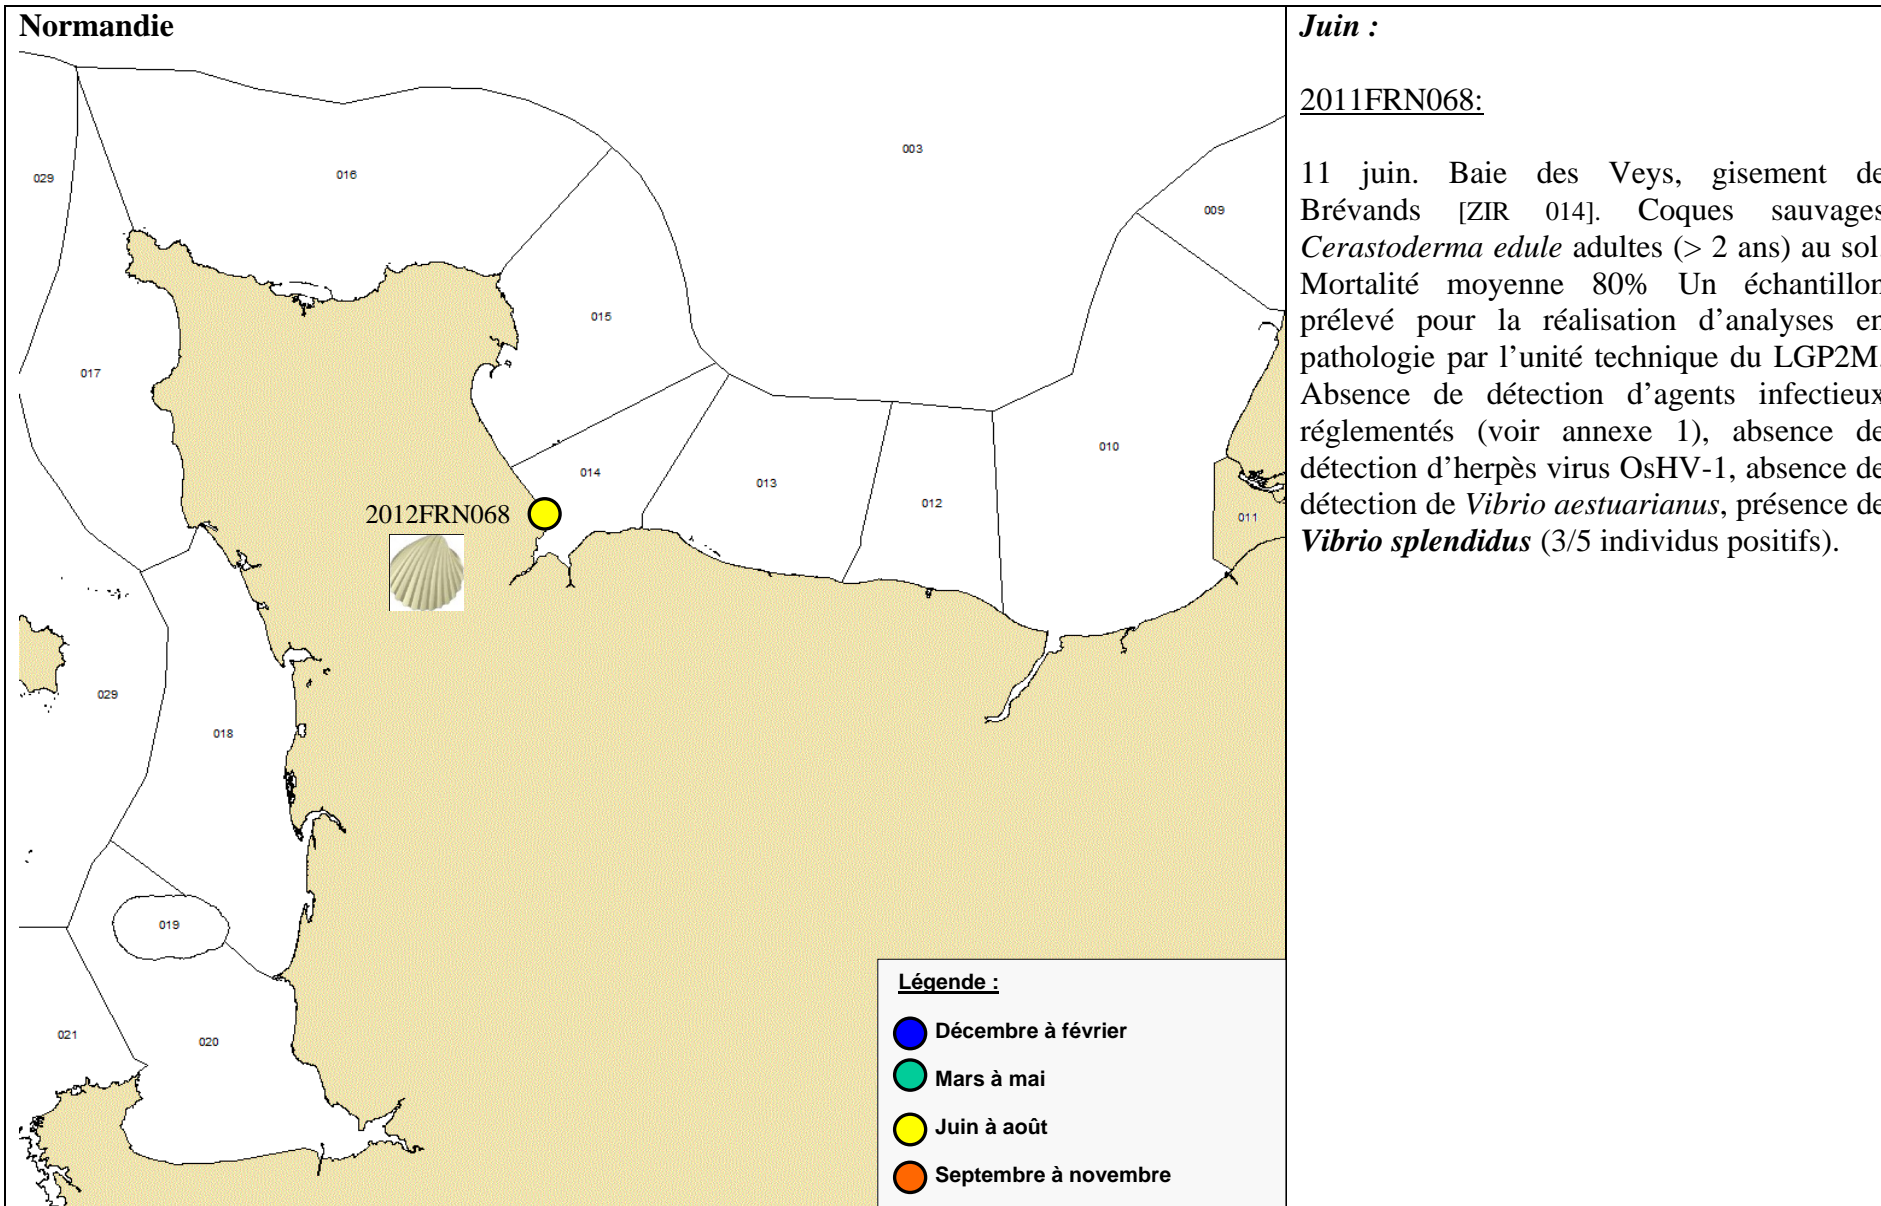 Normandie
003
016
029
009
015
017
010
014
013
012
011
2012FRN068
029
018
019
021
020
Légende :
Décembre à février
Mars à mai
Juin à août
Septembre à novembre
Juin :
2011FRN068:
11 juin. Baie des Veys, gisement de
Brévands [ZIR 014]. Coques sauvages
Cerastoderma edule adultes (> 2 ans) au sol.
Mortalité moyenne 80% Un échantillon
prélevé pour la réalisation d'analyses en
pathologie par l'unité technique du LGP2M.
Absence de détection d'agents infectieux
réglementés (voir annexe 1), absence de
détection d'herpès virus OsHV-1, absence de
détection de Vibrio aestuarianus, présence de
Vibrio splendidus (3/5 individus positifs).